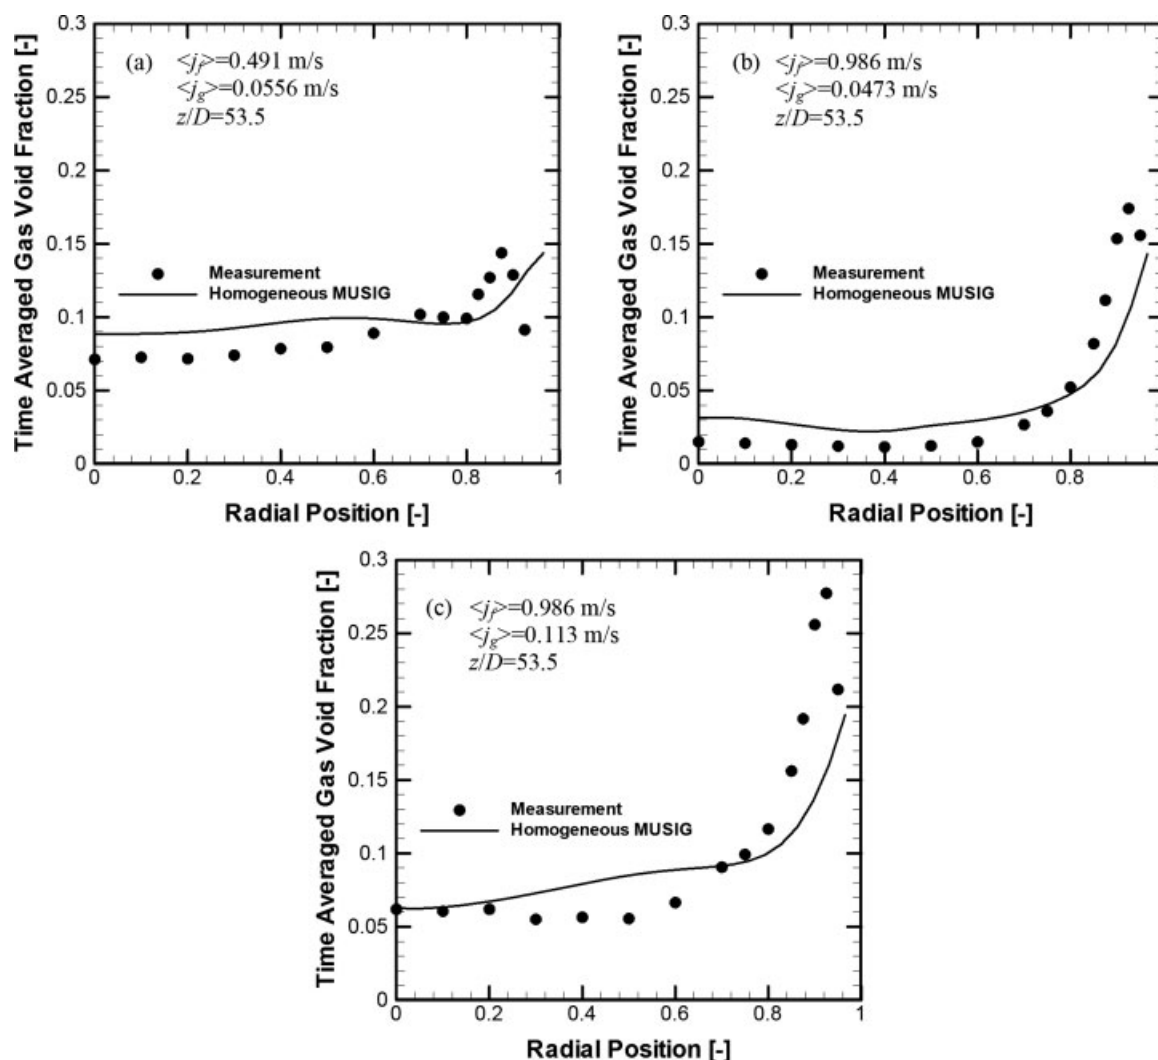 Time Averaged Gas Void Fraction [-]
0.3
0.25
0.2
0.15
0.1
0.05
0
(a) <j_f>=0.491 m/s
<j_g>=0.0556 m/s
z/D=53.5
Measurement
Homogeneous MUSIG
0 0.2 0.4 0.6 0.8 1
Radial Position [-]
Time Averaged Gas Void Fraction [-]
0.3
0.25
0.2
0.15
0.1
0.05
0
(b) <j_f>=0.986 m/s
<j_g>=0.0473 m/s
z/D=53.5
Measurement
Homogeneous MUSIG
0 0.2 0.4 0.6 0.8
Radial Position [-]
Time Averaged Gas Void Fraction [-]
0.3
0.25
0.2
0.15
0.1
0.05
0
(c) <j_f>=0.986 m/s
<j_g>=0.113 m/s
z/D=53.5
Measurement
Homogeneous MUSIG
0 0.2 0.4 0.6 0.8 1
Radial Position [-]